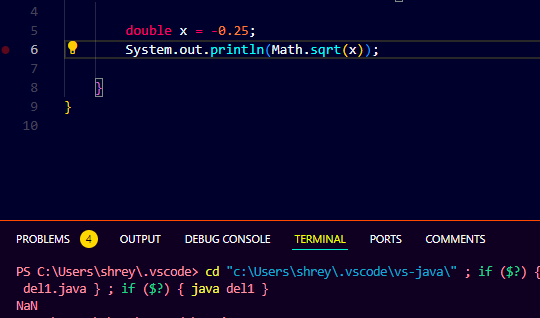 4
5 double x = -0.25;
6 System.out.println(Math.sqrt(x));
7
8 }
9 }
10
PROBLEMS 4 OUTPUT DEBUG CONSOLE TERMINAL PORTS COMMENTS
PS C:\Users\shrey\.vscode> cd "c:\Users\shrey\.vscode\vs-java\" ; if ($?) {
del1.java } ; if ($?) { java del1 }
NaN